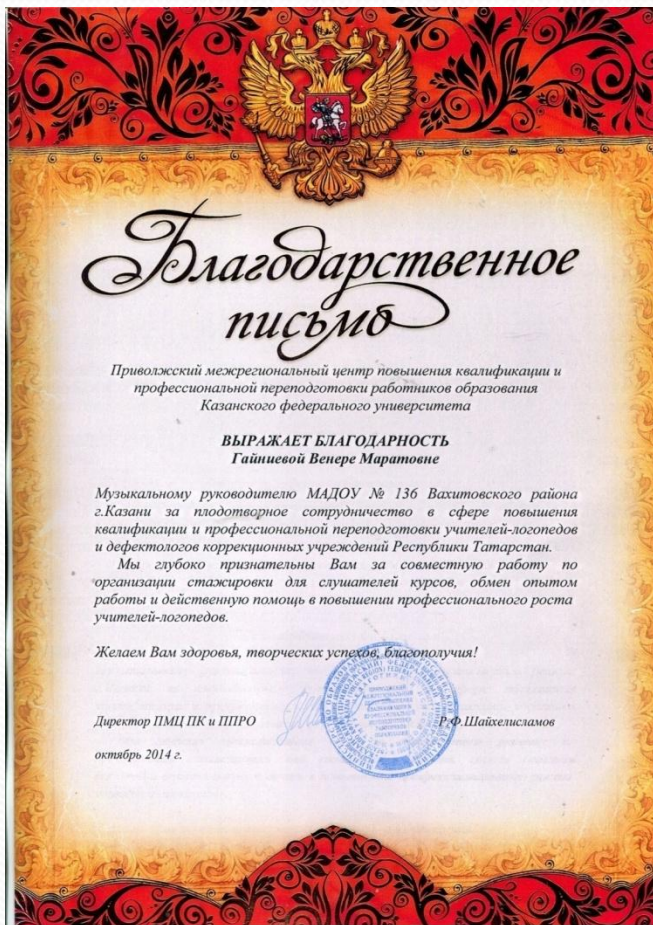 Благодарственное
письмо
Приволжский межрегиональный центр повышения квалификации и
профессиональной переподготовки работников образования
Казанского федерального университета
ВЫРАЖАЕТ БЛАГОДАРНОСТЬ
Гайниевой Венере Маратовне
Музыкальному руководителю МАДОУ № 136 Вахитовского района
г.Казани за плодотворное сотрудничество в сфере повышения
квалификации и профессиональной переподготовки учителей-логопедов
и дефектологов коррекционных учреждений Республики Татарстан.
Мы глубоко признательны Вам за совместную работу по
организации стажировки для слушателей курсов, обмен опытом
работы и действенную помощь в повышении профессионального роста
учителей-логопедов.
Желаем Вам здоровья, творческих успехов, благополучия!
Директор ПМЦ ПК и ППРО Р.Ф.Шайхелисламов
октябрь 2014 г.